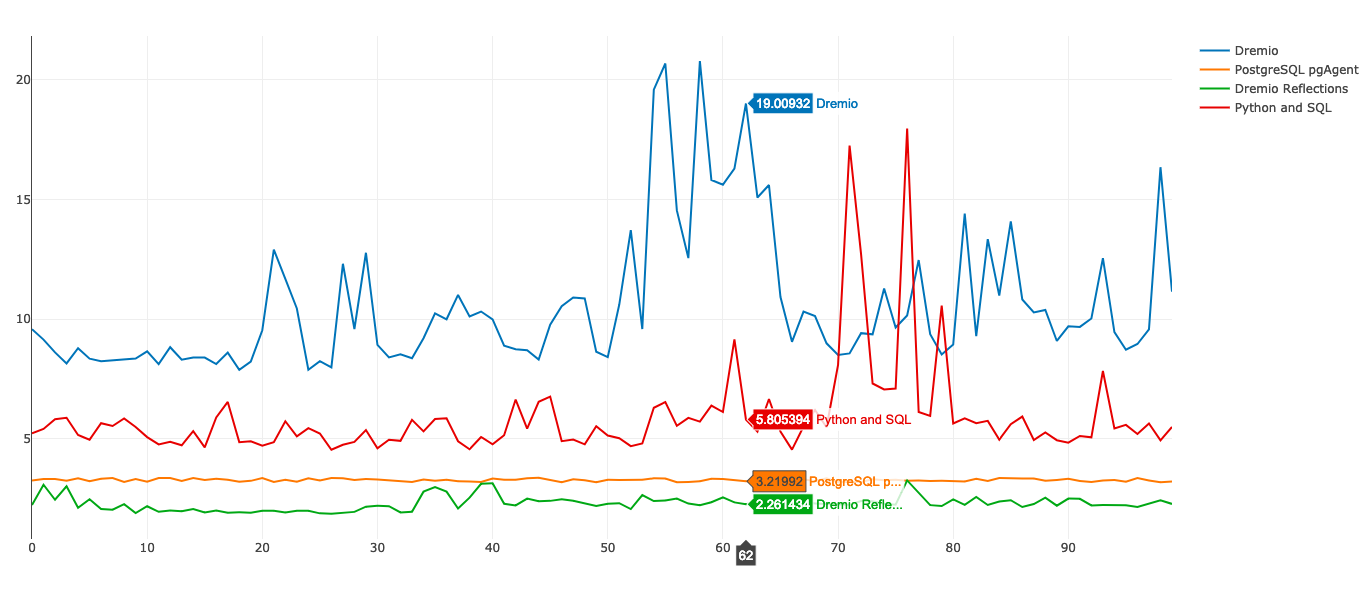 Dremio
PostgreSQL pgAgent
Dremio Reflections
Python and SQL
20
15
10
5
19.00932 Dremio
5.805394 Python and SQL
3.21992 PostgreSQL p...
2.261434 Dremio Refle...
0 10 20 30 40 50 60 70 80 90
62